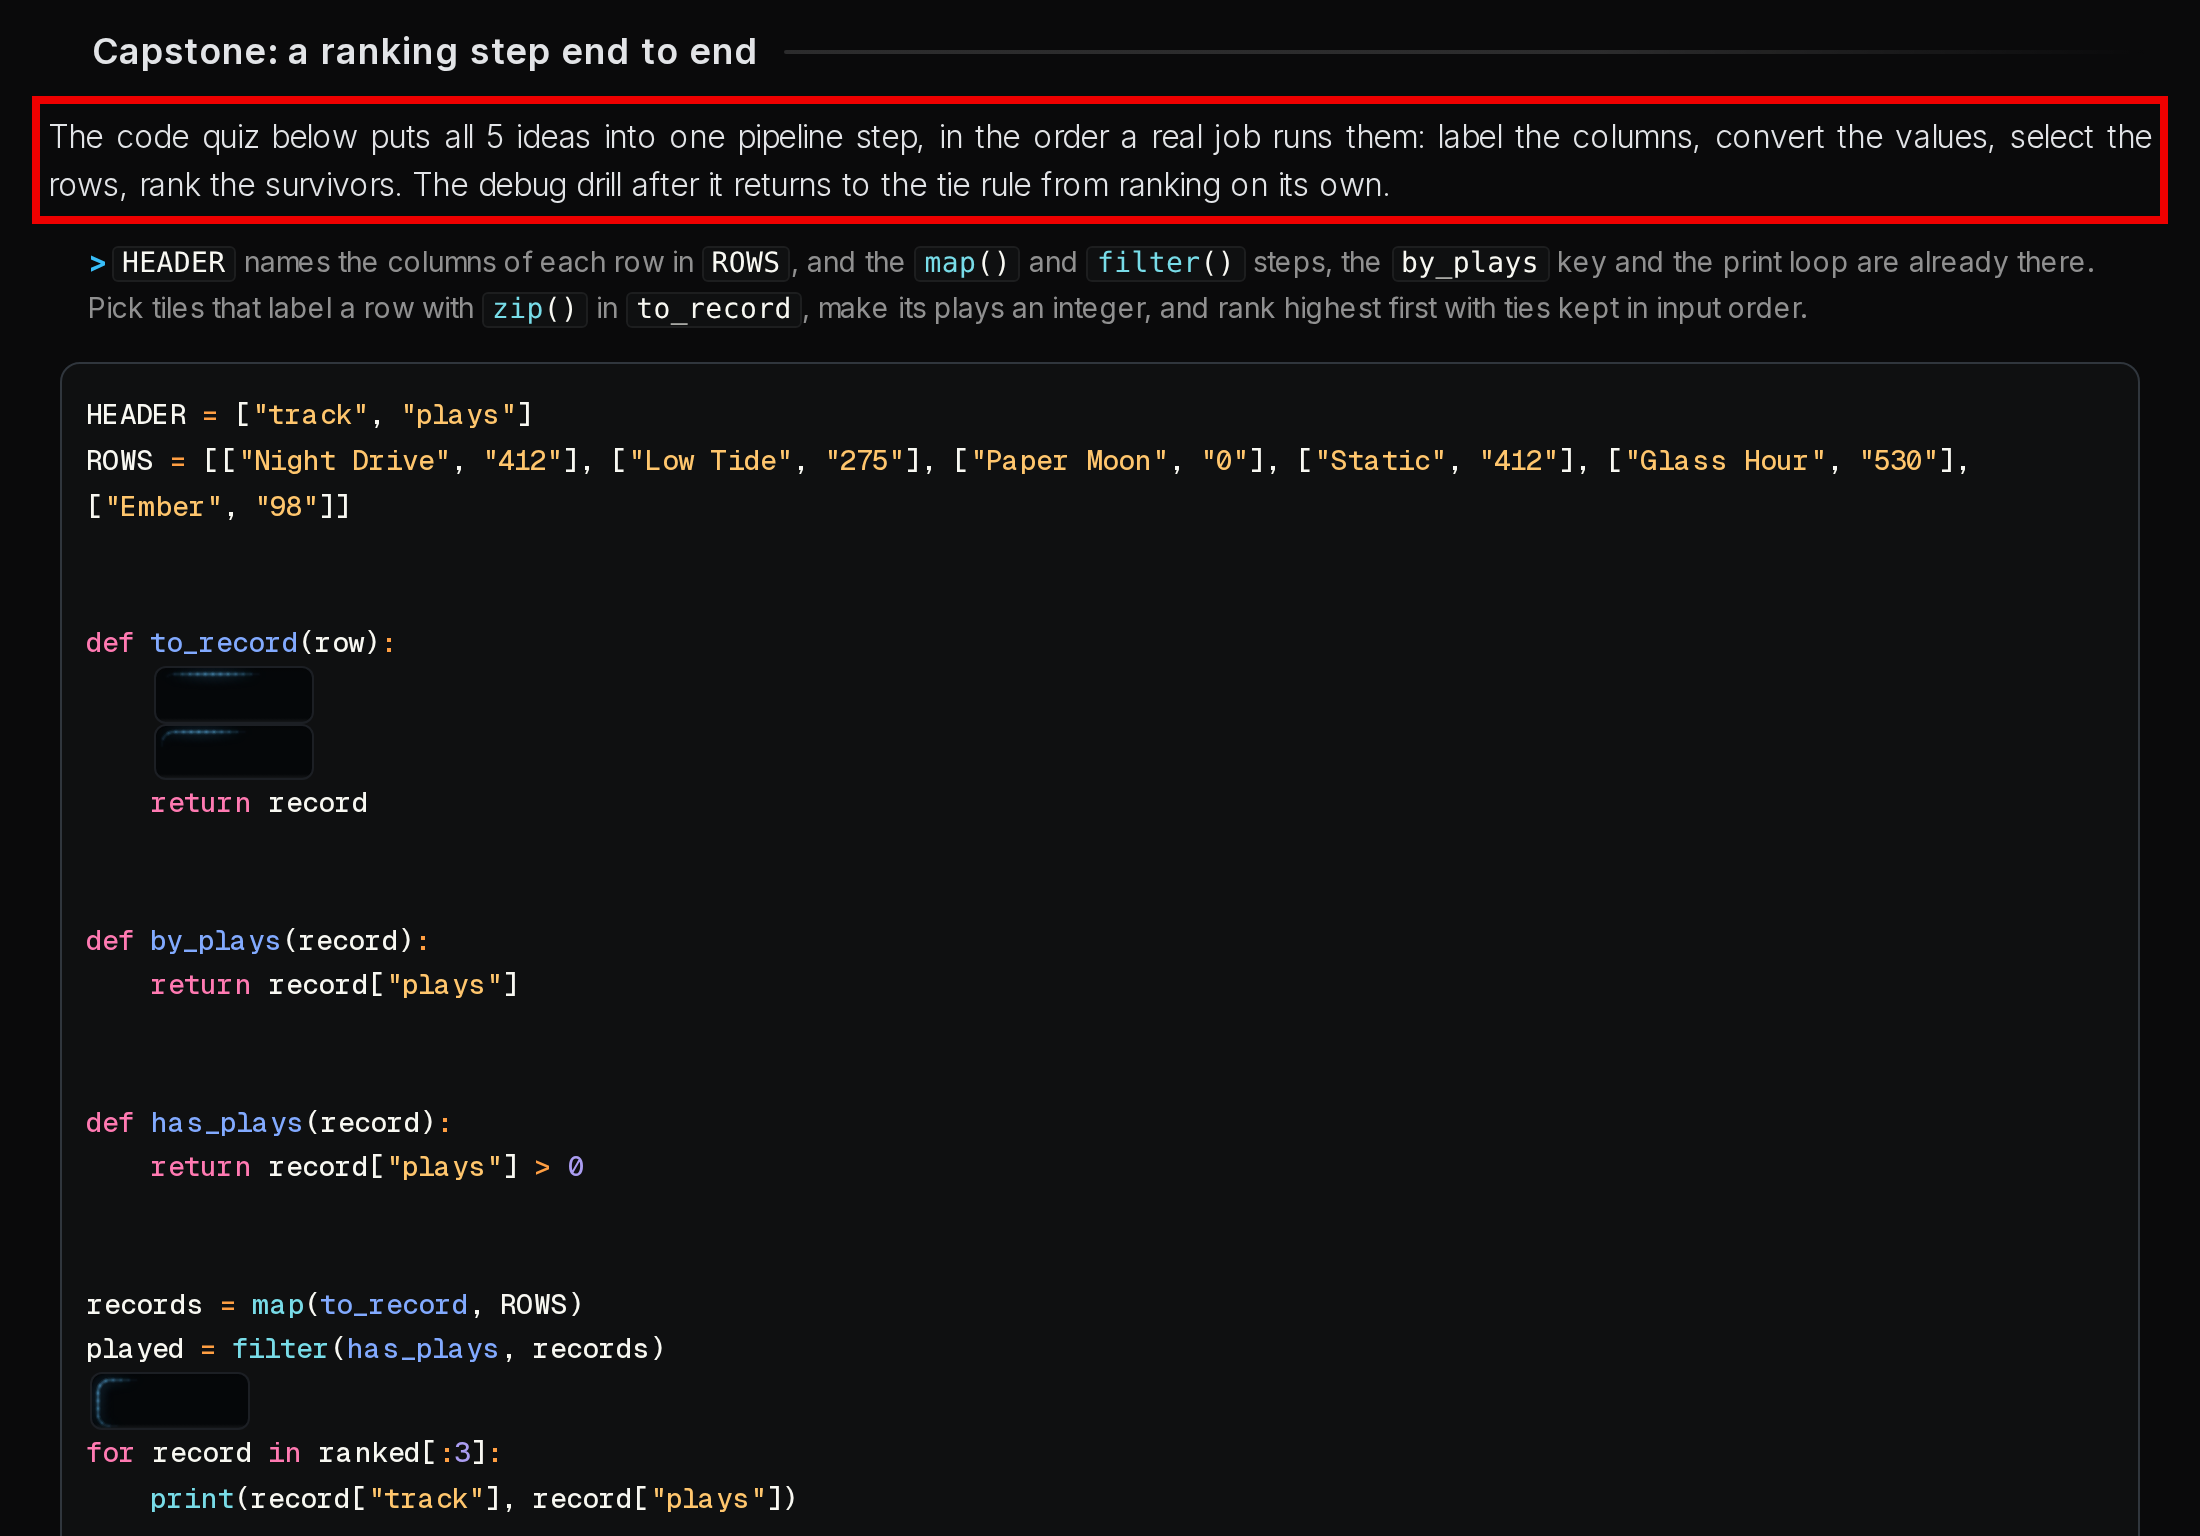 Capstone: a ranking step end to end
The code quiz below puts all 5 ideas into one pipeline step, in the order a real job runs them: label the columns, convert the values, select the
rows, rank the survivors. The debug drill after it returns to the tie rule from ranking on its own.
> HEADER names the columns of each row in ROWS, and the map() and filter() steps, the by_plays key and the print loop are already there.
Pick tiles that label a row with zip() in to_record, make its plays an integer, and rank highest first with ties kept in input order.
HEADER = ["track", "plays"]
ROWS = [["Night Drive", "412"], ["Low Tide", "275"], ["Paper Moon", "0"], ["Static", "412"], ["Glass Hour", "530"],
["Ember", "98"]]
def to_record(row):
    return record
def by_plays(record):
    return record["plays"]
def has_plays(record):
    return record["plays"] > 0
records = map(to_record, ROWS)
played = filter(has_plays, records)
for record in ranked[:3]:
    print(record["track"], record["plays"])